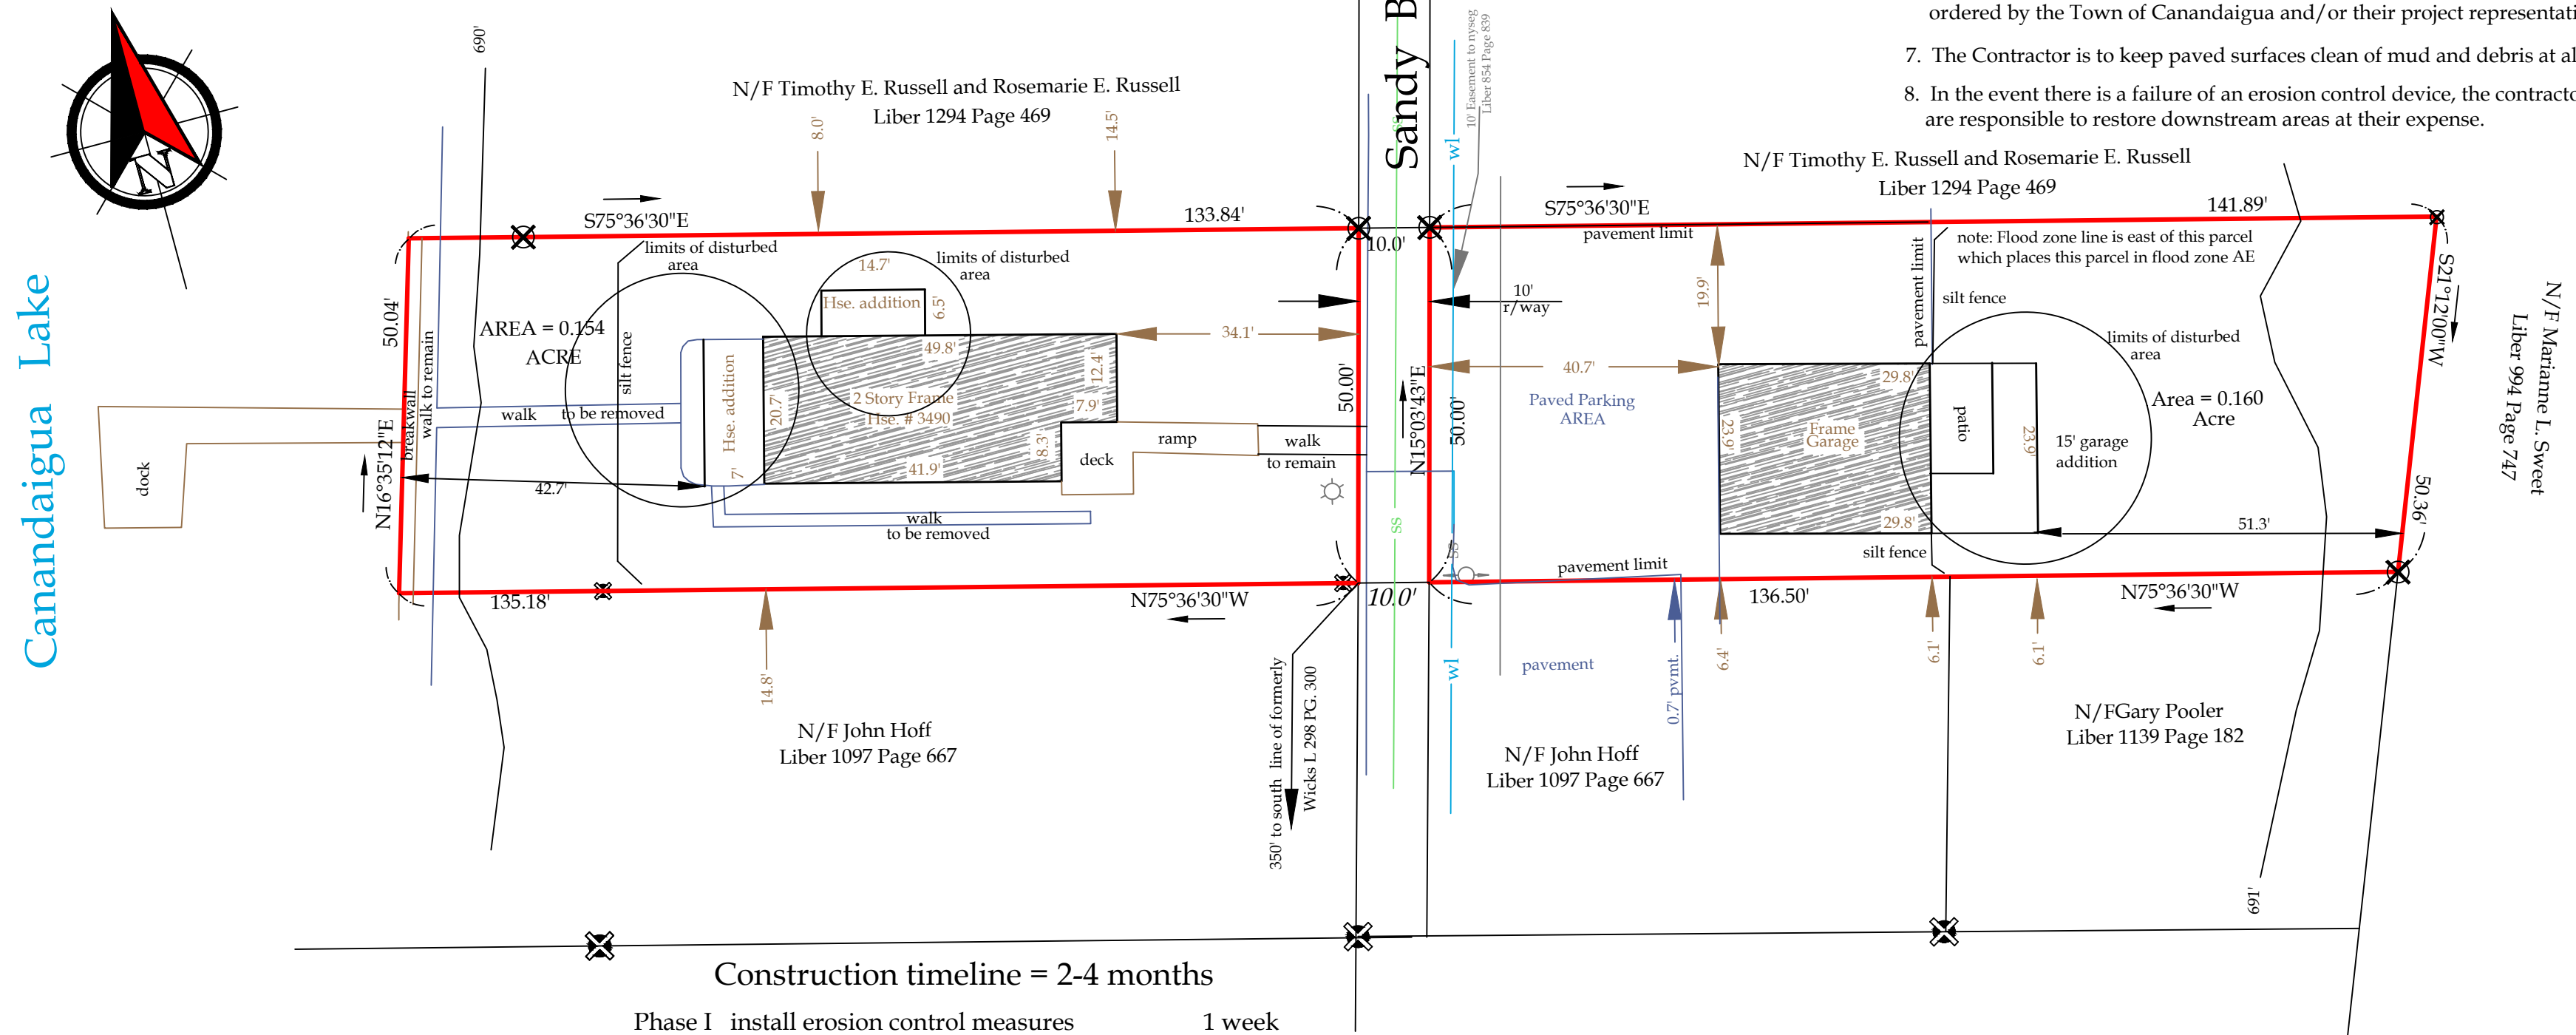 ordered by the Town of Canandaigua and/or their project representati
7. The Contractor is to keep paved surfaces clean of mud and debris at al
8. In the event there is a failure of an erosion control device, the contracto
are responsible to restore downstream areas at their expense.
N
690'
N/F Timothy E. Russell and Rosemarie E. Russell
Liber 1294 Page 469
8.0'
14.5'
Sandy B
ss
wl
10' Easement to nyseg
Liber 854 Page 839
N/F Timothy E. Russell and Rosemarie E. Russell
Liber 1294 Page 469
S75°36'30"E
133.84'
10.0'
S75°36'30"E
141.89'
pavement limit
limits of disturbed
area
14.7'
limits of disturbed
area
Hse. addition
6.5'
50.04'
walk to remain
AREA = 0.154
ACRE
silt fence
Hse. addition
7'
20.7'
49.8'
12.4'
2 Story Frame
Hse. # 3490
7.9'
8.3'
41.9'
34.1'
10'
r/way
19.9'
pavement limit
note: Flood zone line is east of this parcel
which places this parcel in flood zone AE
silt fence
limits of disturbed
area
S21°12'00"W
N/F Marianne L. Sweet
Liber 994 Page 747
Canandaigua Lake
dock
breakwall
N16°35'12"E
walk
to be removed
42.7'
walk
to be removed
deck
ramp
walk
to remain
50.00'
N15°03'43"E
50.00'
ss
ss
40.7'
Paved Parking
AREA
23.9'
29.8'
Frame
Garage
29.8'
patio
23.9'
15' garage
addition
Area = 0.160
Acre
51.3'
50.36'
silt fence
pavement limit
135.18'
N75°36'30"W
10.0'
136.50'
N75°36'30"W
14.8'
350' to south line of formerly
Wicks L 298 PG. 300
wl
pavement
0.7' pvmt.
6.4'
6.1'
6.1'
N/F John Hoff
Liber 1097 Page 667
N/F John Hoff
Liber 1097 Page 667
N/FGary Pooler
Liber 1139 Page 182
691'
Construction timeline = 2-4 months
Phase I install erosion control measures 1 week